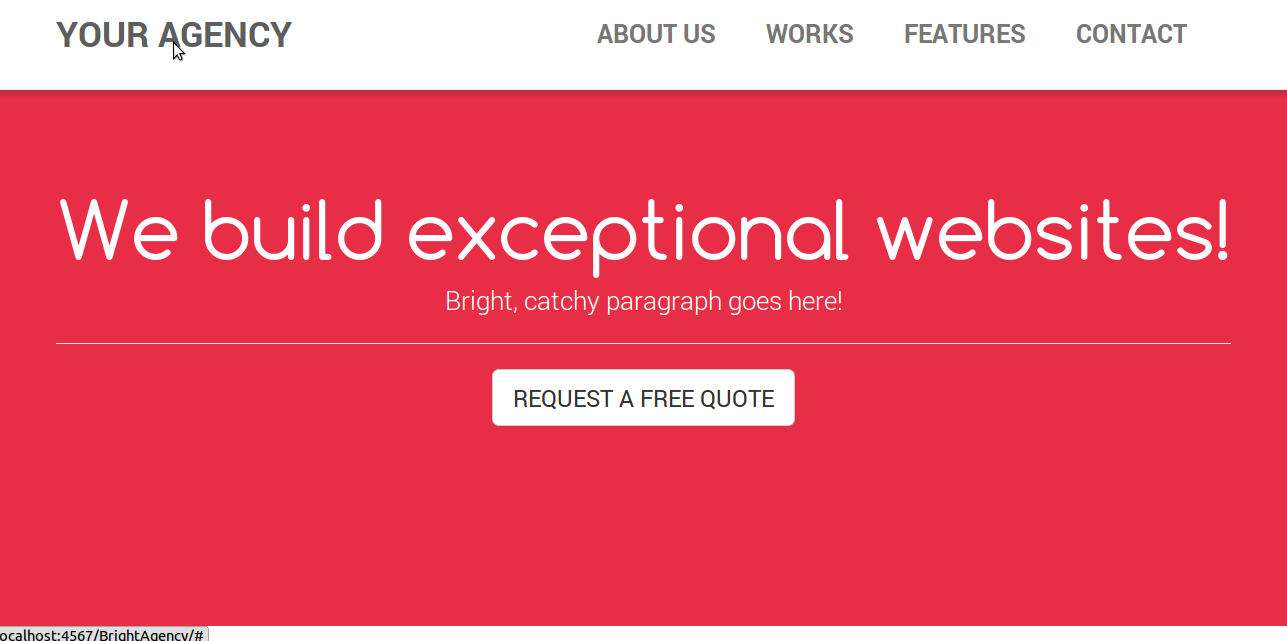 YOUR AGENCY ABOUT US WORKS FEATURES CONTACT
We build exceptional websites!
Bright, catchy paragraph goes here!
REQUEST A FREE QUOTE
ocalhost:4567/BrightAgency/#